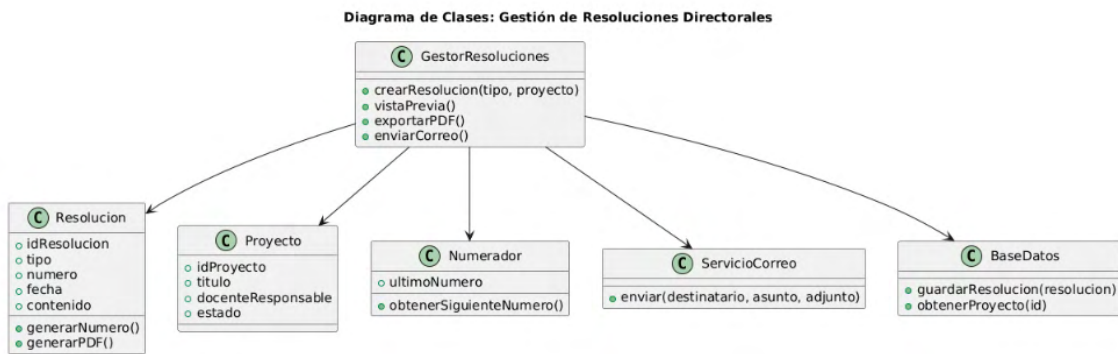 Diagrama de Clases: Gestión de Resoluciones Directorales
C GestorResoluciones
crearResolucion(tipo, proyecto)
vistaPrevia()
exportarPDF()
enviarCorreo()
C Resolucion
idResolucion
tipo
numero
fecha
contenido
generarNumero()
generarPDF()
C Proyecto
idProyecto
titulo
docenteResponsable
estado
C Numerador
ultimoNumero
obtenerSiguienteNumero()
C ServicioCorreo
enviar(destinatario, asunto, adjunto)
C BaseDatos
guardarResolucion(resolucion)
obtenerProyecto(id)